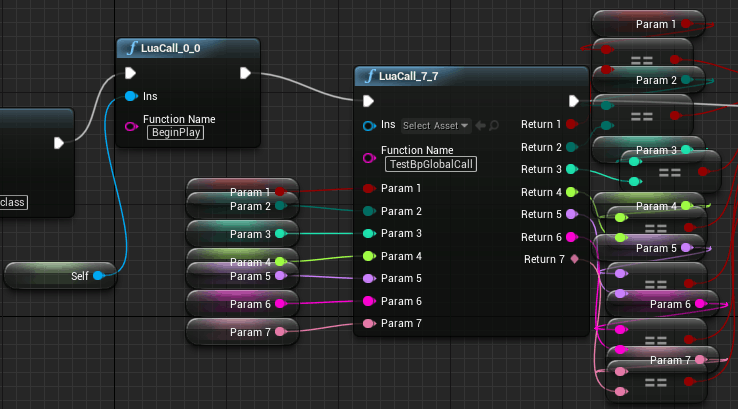 LuaCall_0_0
Ins
Function Name
BeginPlay
class
Self
Param 1
Param 2
Param 3
Param 4
Param 5
Param 6
Param 7
LuaCall_7_7
Ins Select Asset
Function Name
TestBpGlobalCall
Param 1
Param 2
Param 3
Param 4
Param 5
Param 6
Param 7
Return 1
Return 2
Return 3
Return 4
Return 5
Return 6
Return 7
Param 1
==
Param 2
==
Param 3
==
Param 4
==
Param 5
==
Param 6
==
Param 7
==